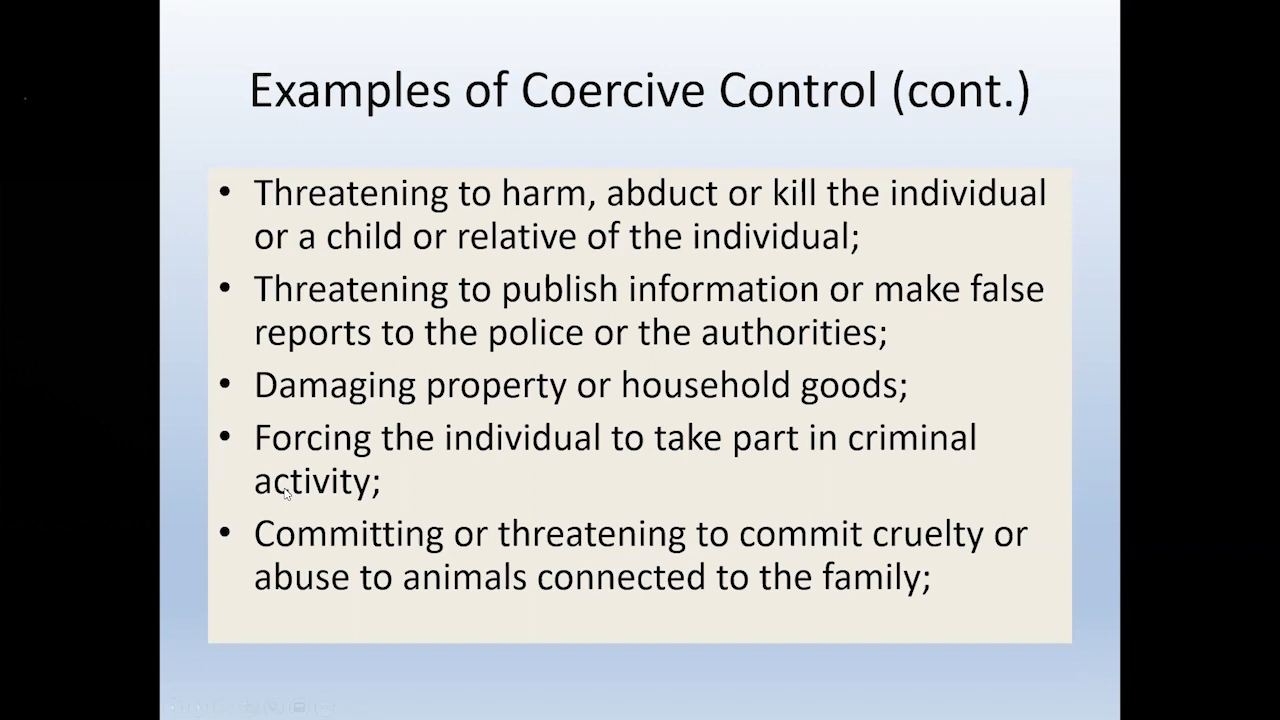 Examples of Coercive Control (cont.)
• Threatening to harm, abduct or kill the individual
or a child or relative of the individual;
• Threatening to publish information or make false
reports to the police or the authorities;
• Damaging property or household goods;
• Forcing the individual to take part in criminal
activity;
• Committing or threatening to commit cruelty or
abuse to animals connected to the family;